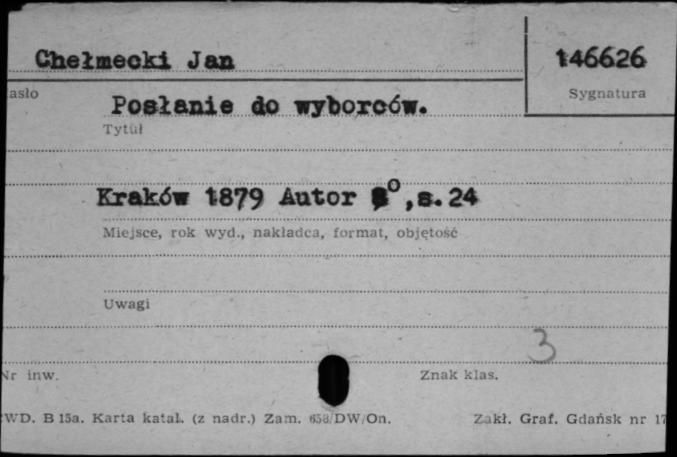 Chełmecki Jan
146626
asło
Sygnatura
Posłanie do wyborców.
Tytuł
Kraków 1879 Autor 8°, s. 24
Miejsce, rok wyd., nakładca, format, objętość
Uwagi
3
Nr inw.
Znak klas.
WD. B 15a. Karta katal. (z nadr.) Zam. 658/DW/On.
Zakł. Graf. Gdańsk nr 17